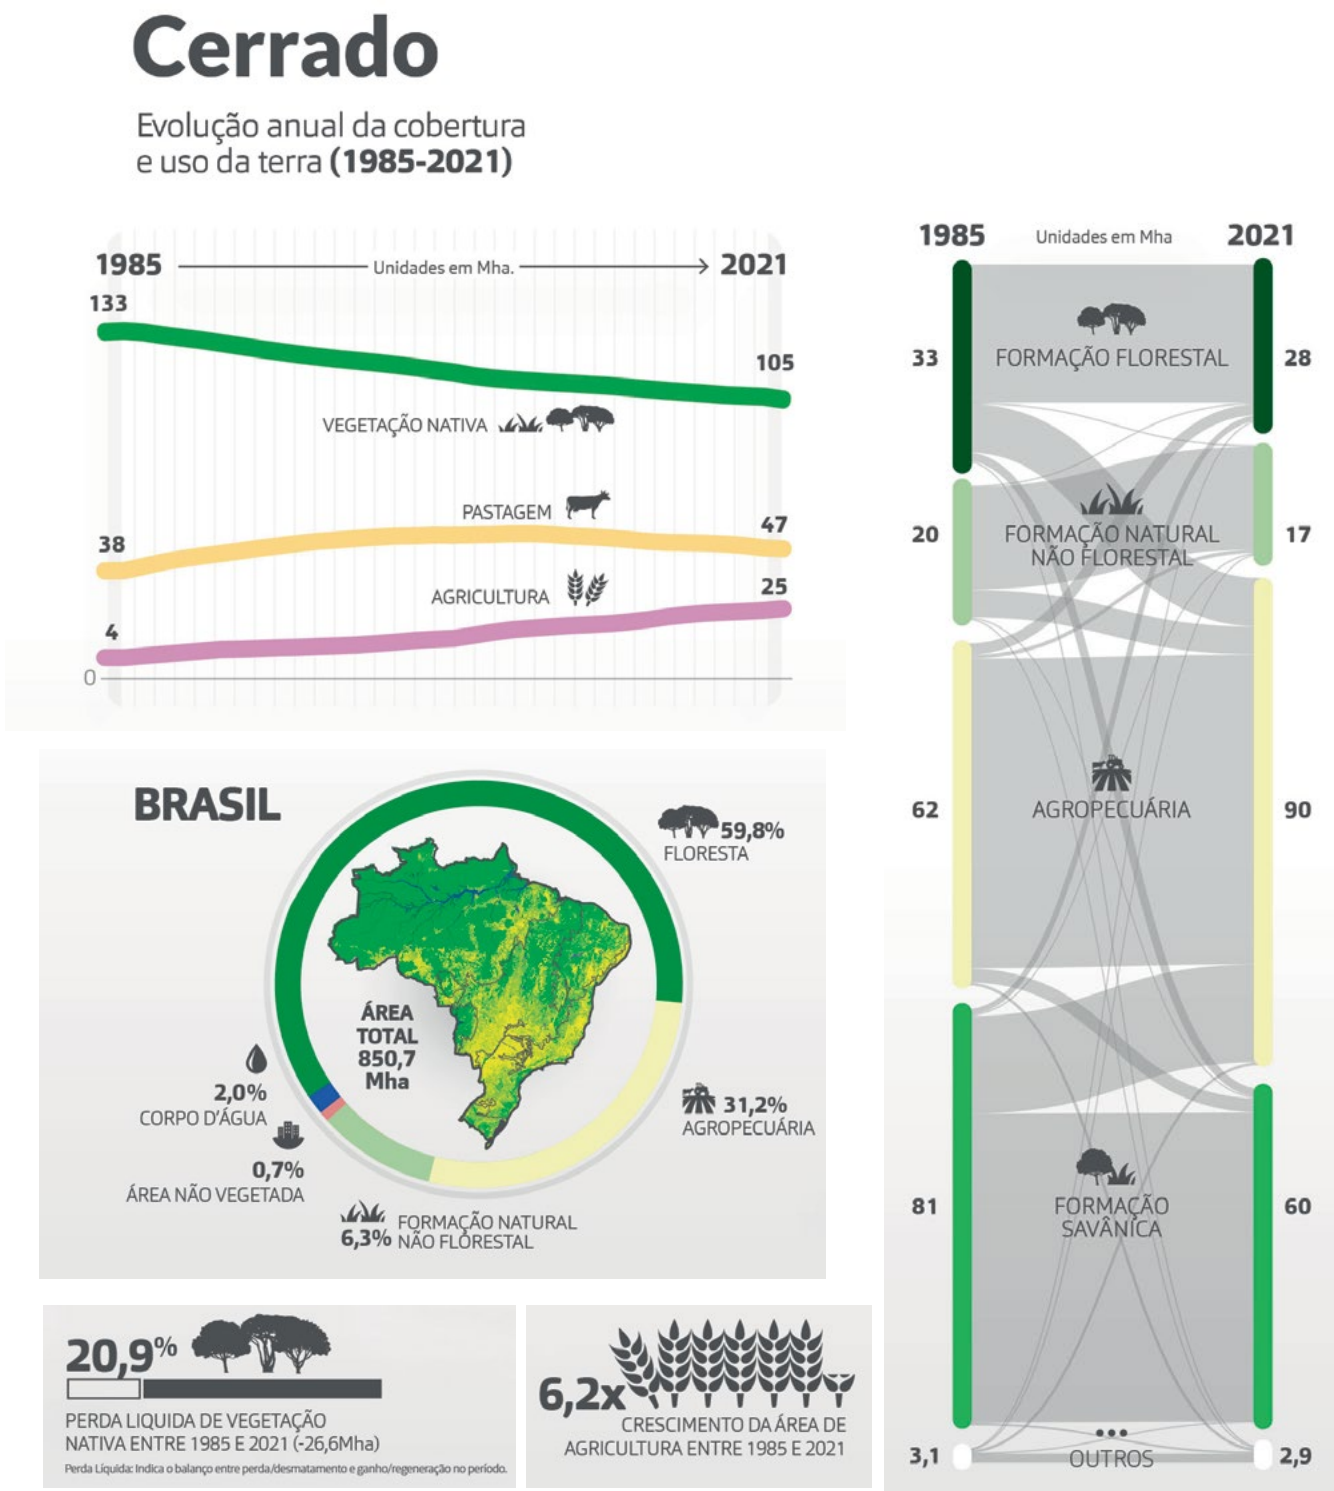 Cerrado
Evolução anual da cobertura
e uso da terra (1985-2021)
1985
Unidades em Mha.
2021
133
105
VEGETAÇÃO NATIVA
PASTAGEM
38
47
AGRICULTURA
25
4
0
BRASIL
59,8%
FLORESTA
ÁREA
TOTAL
850,7
Mha
2,0%
CORPO D'ÁGUA
31,2%
AGROPECUÁRIA
0,7%
ÁREA NÃO VEGETADA
6,3%
FORMAÇÃO NATURAL
NÃO FLORESTAL
20,9%
PERDA LIQUIDA DE VEGETAÇÃO
NATIVA ENTRE 1985 E 2021 (-26,6Mha)
Perda Líquida: Indica o balanço entre perda/desmatamento e ganho/regeneração no período.
6,2x
CRESCIMENTO DA ÁREA DE
AGRICULTURA ENTRE 1985 E 2021
1985
Unidades em Mha
2021
33
FORMAÇÃO FLORESTAL
28
20
FORMAÇÃO NATURAL
NÃO FLORESTAL
17
62
AGROPECUÁRIA
90
81
FORMAÇÃO
SAVÂNICA
60
3,1
OUTROS
2,9